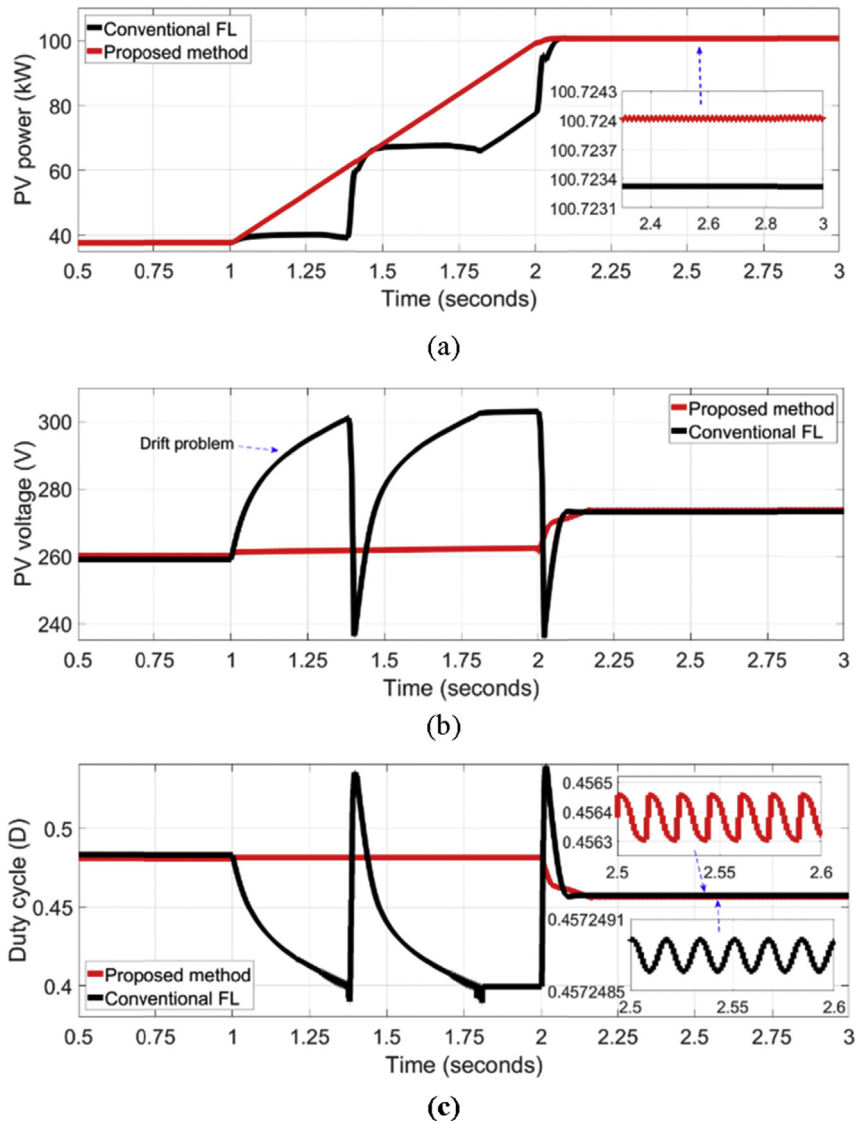 Conventional FL
Proposed method
PV power (kW)
100
80
60
40
100.7243
100.724
100.7237
100.7234
100.7231
2.4 2.6 2.8 3
0.5 0.75 1 1.25 1.5 1.75 2 2.25 2.5 2.75 3
Time (seconds)
(a)
PV voltage (V)
300
280
260
240
Drift problem
Proposed method
Conventional FL
0.5 0.75 1 1.25 1.5 1.75 2 2.25 2.5 2.75 3
Time (seconds)
(b)
Duty cycle (D)
0.5
0.45
0.4
0.4565
0.4564
0.4563
2.5 2.55 2.6
0.4572491
0.4572485
2.5 2.55 2.6
Proposed method
Conventional FL
0.5 0.75 1 1.25 1.5 1.75 2 2.25 2.5 2.75 3
Time (seconds)
(c)